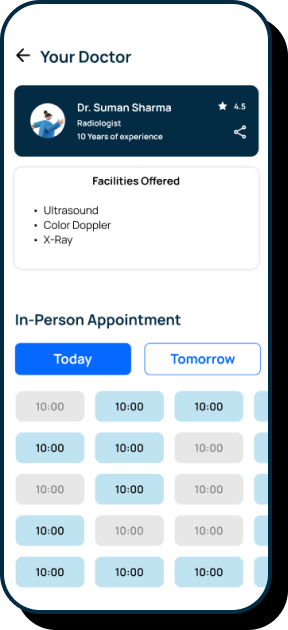 Your Doctor
Dr. Suman Sharma
4.5
Radiologist
10 Years of experience
Facilities Offered
• Ultrasound
• Color Doppler
• X-Ray
In-Person Appointment
Today Tomorrow
10:00 10:00 10:00
10:00 10:00 10:00
10:00 10:00 10:00
10:00 10:00 10:00
10:00 10:00 10:00